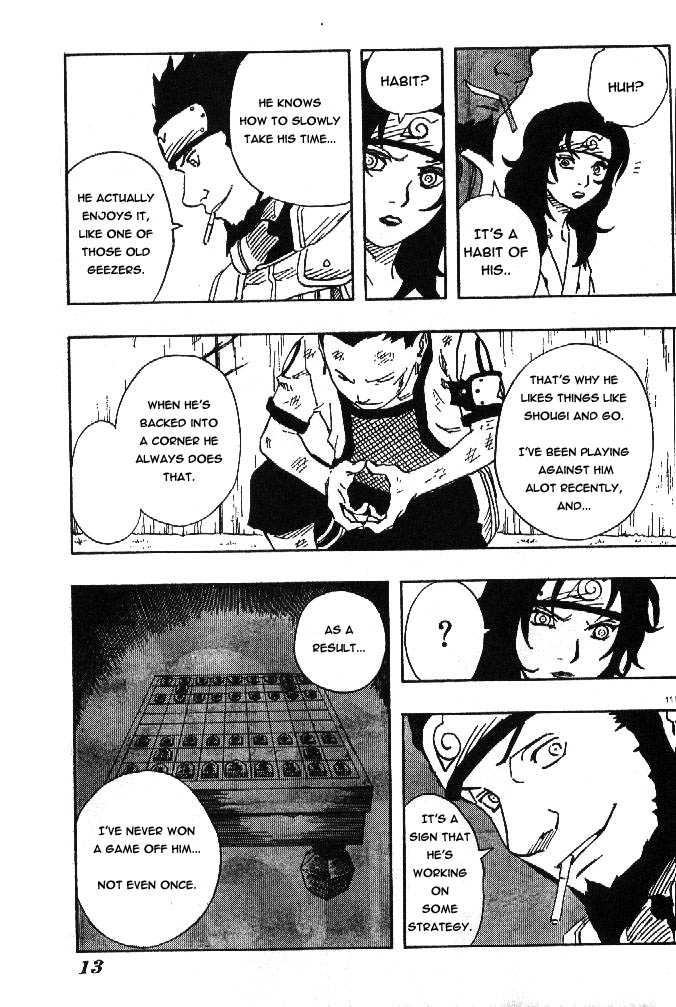 HUH?
IT'S A
HABIT OF
HIS..
HABIT?
HE KNOWS
HOW TO SLOWLY
TAKE HIS TIME...
HE ACTUALLY
ENJOYS IT,
LIKE ONE OF
THOSE OLD
GEEZERS.
THAT'S WHY HE
LIKES THINGS LIKE
SHOUGI AND GO.
I'VE BEEN PLAYING
AGAINST HIM
ALOT RECENTLY,
AND...
WHEN HE'S
BACKED INTO
A CORNER HE
ALWAYS DOES
THAT.
?
IT'S A
SIGN THAT
HE'S
WORKING
ON
SOME
STRATEGY.
AS A
RESULT...
I'VE NEVER WON
A GAME OFF HIM...
NOT EVEN ONCE.
13